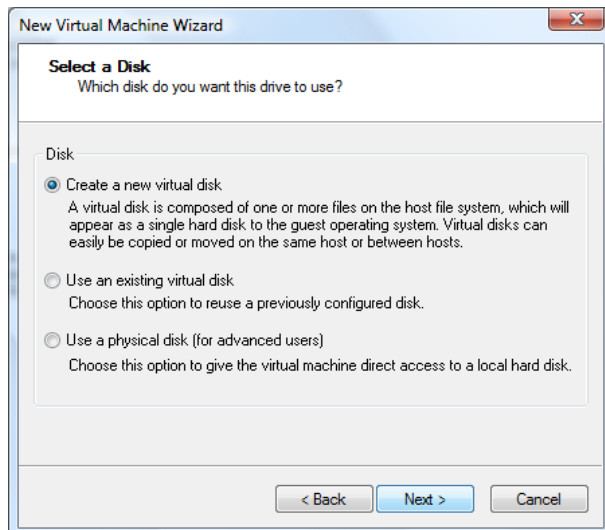 New Virtual Machine Wizard
Select a Disk
Which disk do you want this drive to use?
Disk
Create a new virtual disk
A virtual disk is composed of one or more files on the host file system, which will
appear as a single hard disk to the guest operating system. Virtual disks can
easily be copied or moved on the same host or between hosts.
Use an existing virtual disk
Choose this option to reuse a previously configured disk.
Use a physical disk (for advanced users)
Choose this option to give the virtual machine direct access to a local hard disk.
< Back Next > Cancel